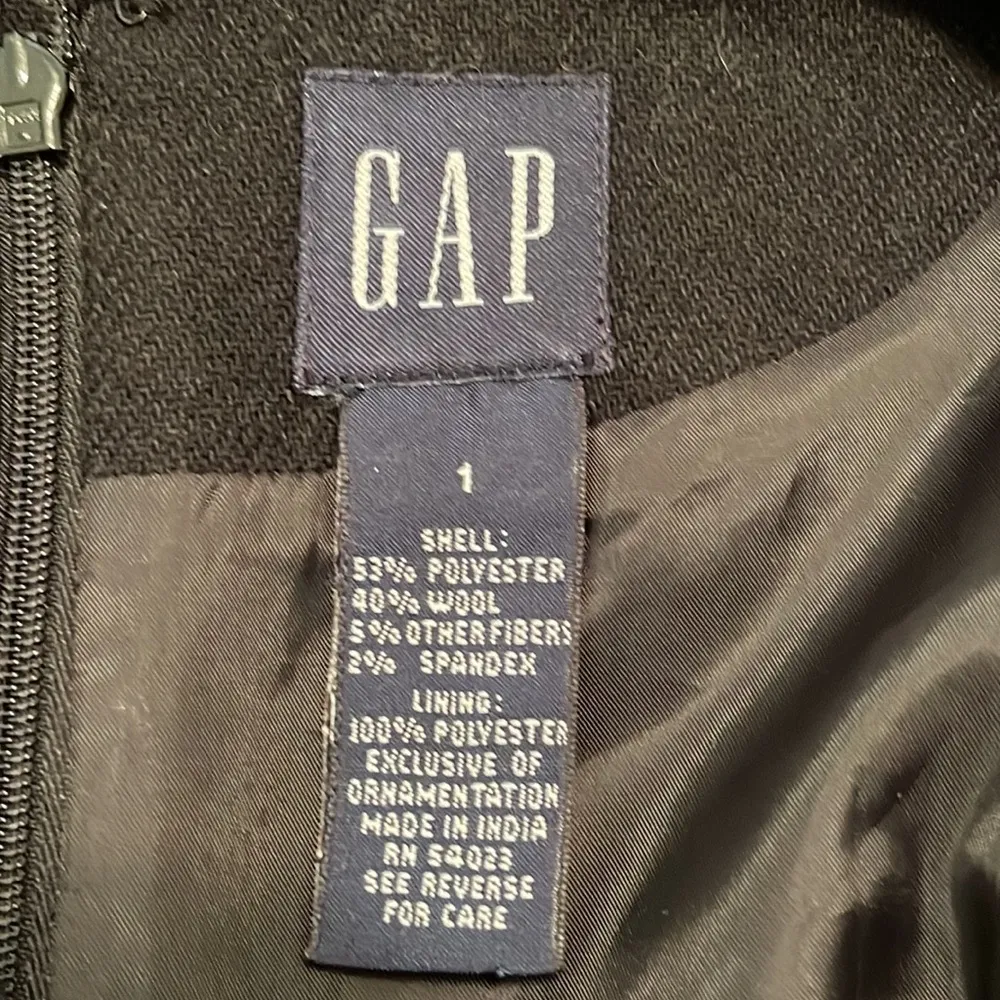 GAP
1
SHELL:
53% POLYESTER
40% WOOL
5% OTHER FIBERS
2% SPANDEX
LINING:
100% POLYESTER
EXCLUSIVE OF
ORNAMENTATION
MADE IN INDIA
RN 54023
SEE REVERSE
FOR CARE